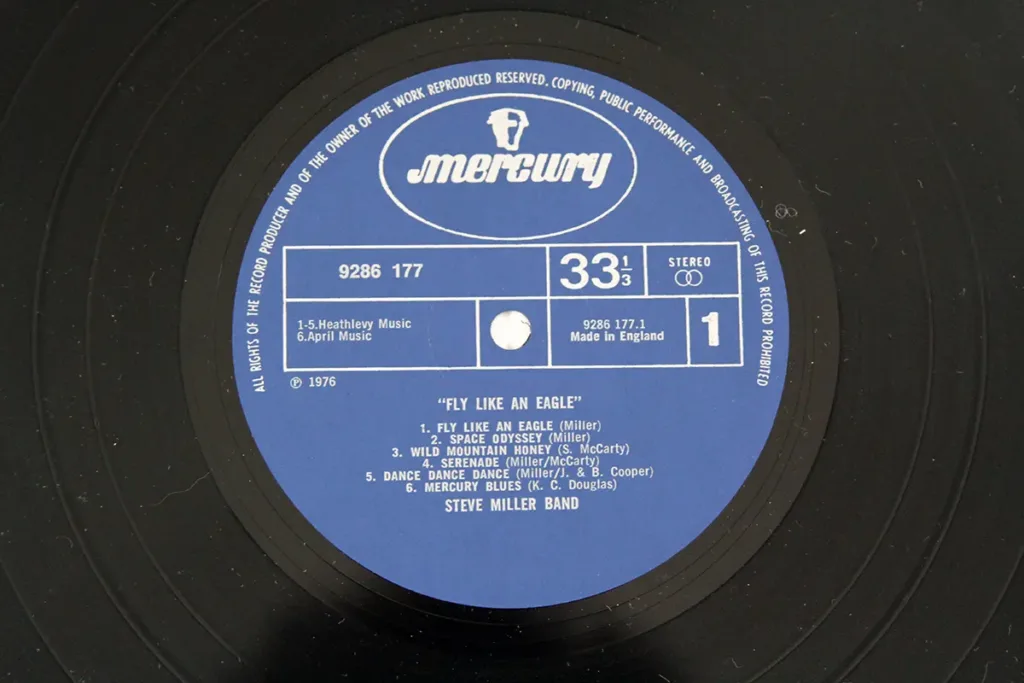 ALL RIGHTS OF THE RECORD PRODUCER AND OF THE OWNER OF THE WORK REPRODUCED RESERVED. COPYING, PUBLIC PERFORMANCE AND BROADCASTING OF THIS RECORD PROHIBITED
mercury
9286 177
33 1/3
STEREO
1-5.Heathlevy Music
6.April Music
9286 177.1
Made in England
1
℗ 1976
"FLY LIKE AN EAGLE"
1. FLY LIKE AN EAGLE (Miller)
2. SPACE ODYSSEY (Miller)
3. WILD MOUNTAIN HONEY (S. McCarty)
4. SERENADE (Miller/McCarty)
5. DANCE DANCE DANCE (Miller/J. & B. Cooper)
6. MERCURY BLUES (K. C. Douglas)
STEVE MILLER BAND